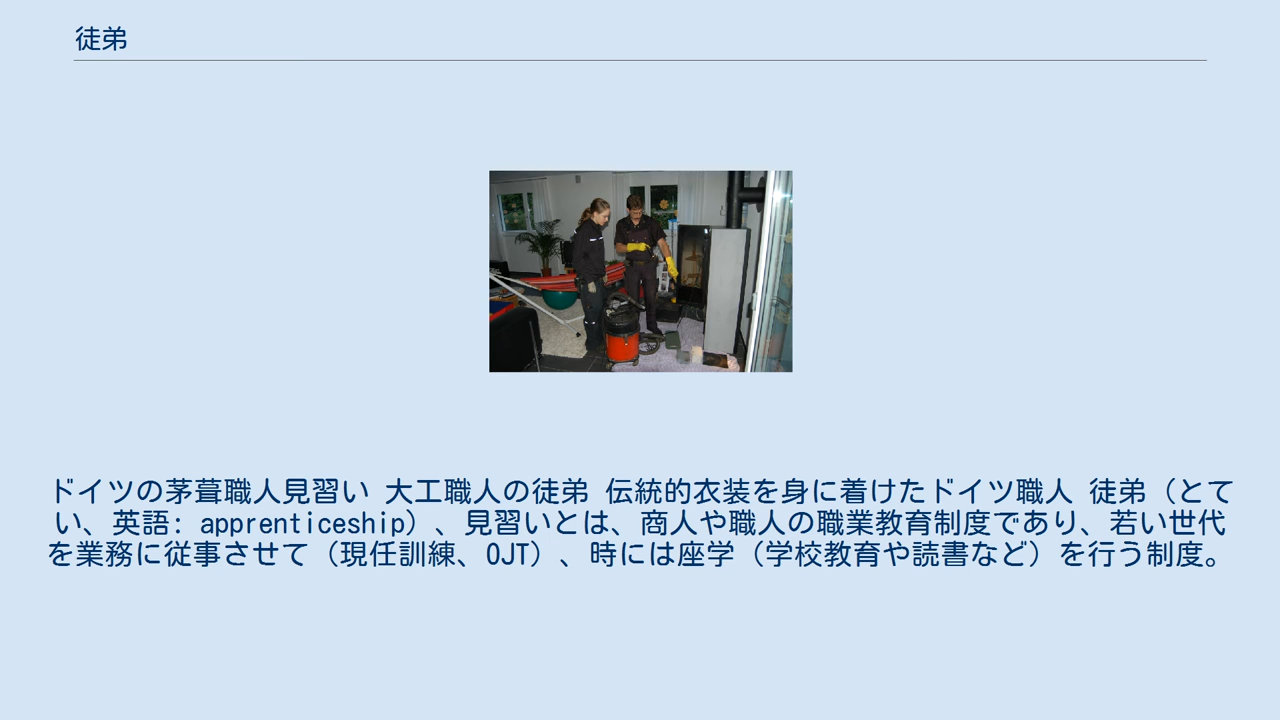 徒弟
ドイツの茅葺職人見習い 大工職人の徒弟 伝統的衣装を身に着けたドイツ職人 徒弟（とて
い、英語: apprenticeship）、見習いとは、商人や職人の職業教育制度であり、若い世代
を業務に従事させて（現任訓練、OJT）、時には座学（学校教育や読書など）を行う制度。